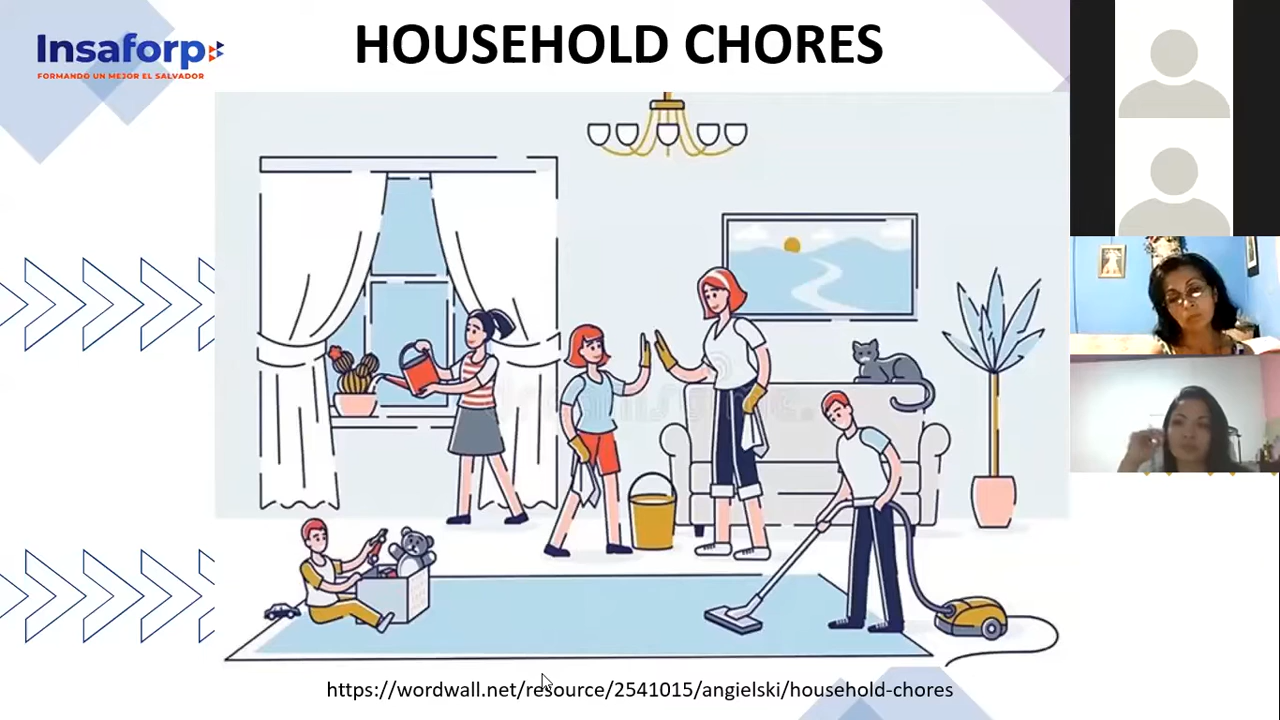 Insaforp
FORMANDO UN MEJOR EL SALVADOR
HOUSEHOLD CHORES
https://wordwall.net/resource/2541015/angielski/household-chores